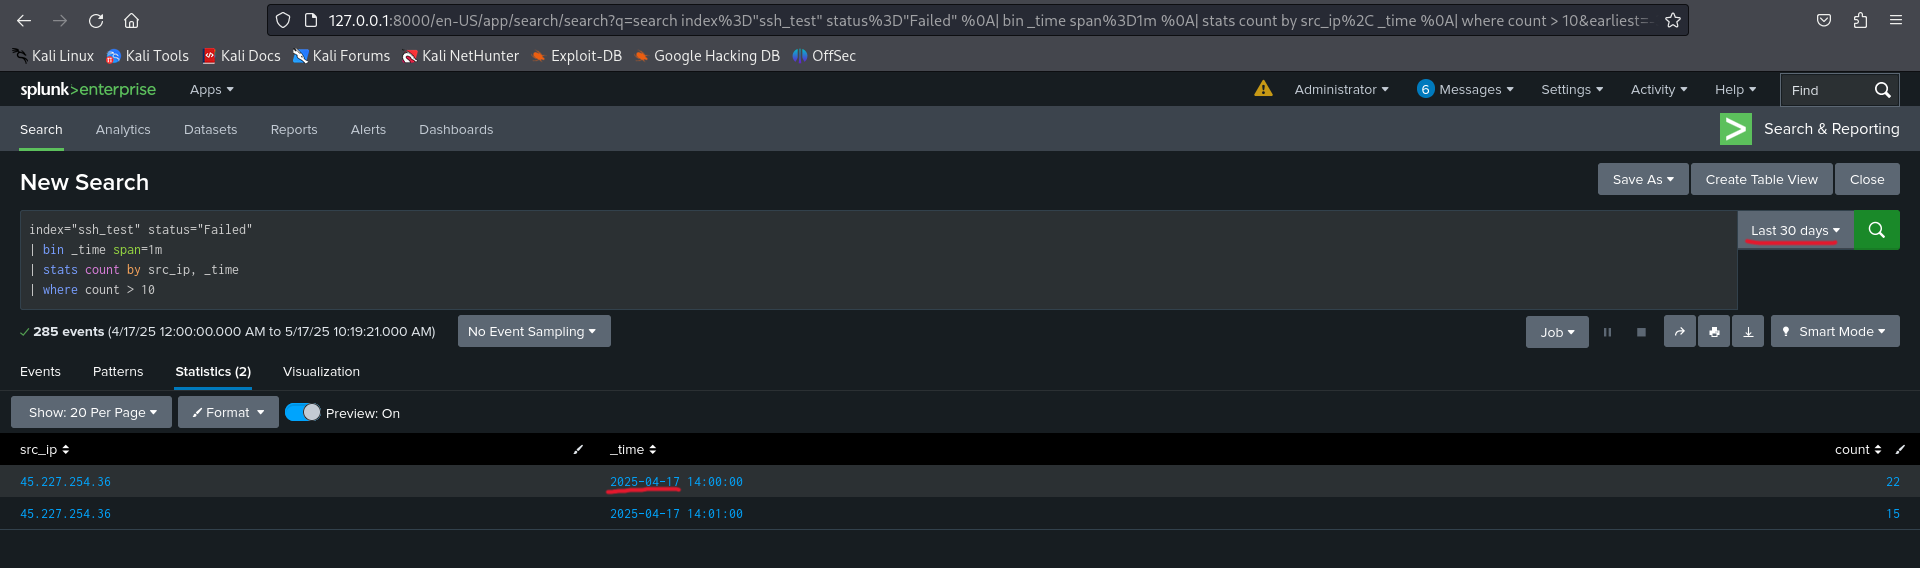 127.0.0.1:8000/en-US/app/search/search?q=search index%3D"ssh_test" status%3D"Failed" %0A| bin _time span%3D1m %0A| stats count by src_ip%2C _time %0A| where count > 10&earliest=-
Kali Linux Kali Tools Kali Docs Kali Forums Kali NetHunter Exploit-DB Google Hacking DB OffSec
splunk>enterprise Apps Administrator 6 Messages Settings Activity Help Find
Search Analytics Datasets Reports Alerts Dashboards Search & Reporting
New Search Save As Create Table View Close
index="ssh_test" status="Failed" Last 30 days
| bin _time span=1m
| stats count by src_ip, _time
| where count > 10
285 events (4/17/25 12:00:00.000 AM to 5/17/25 10:19:21.000 AM) No Event Sampling Job Smart Mode
Events Patterns Statistics (2) Visualization
Show: 20 Per Page Format Preview: On
src_ip _time count
45.227.254.36 2025-04-17 14:00:00 22
45.227.254.36 2025-04-17 14:01:00 15